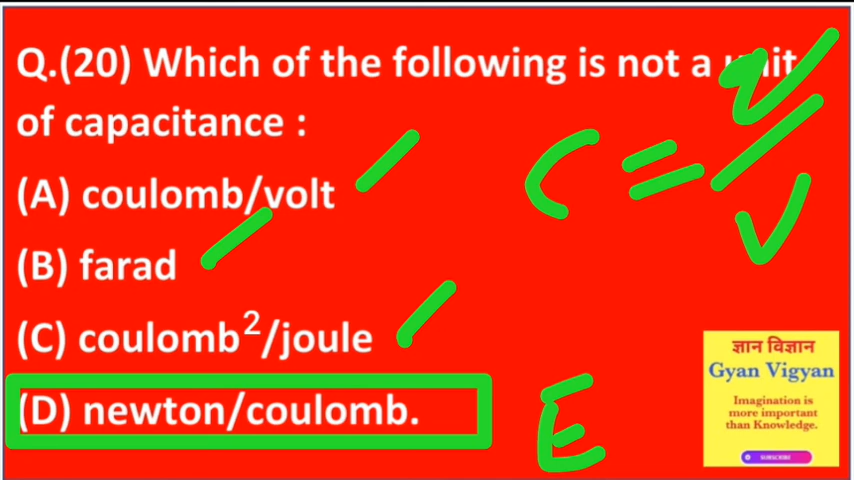 Q.(20) Which of the following is not a unit
of capacitance :
(A) coulomb/volt
(B) farad
(C) coulomb²/joule
(D) newton/coulomb.
C =
V
E
ज्ञान विज्ञान
Gyan Vigyan
Imagination is
more important
than Knowledge.
SUBSCRIBE